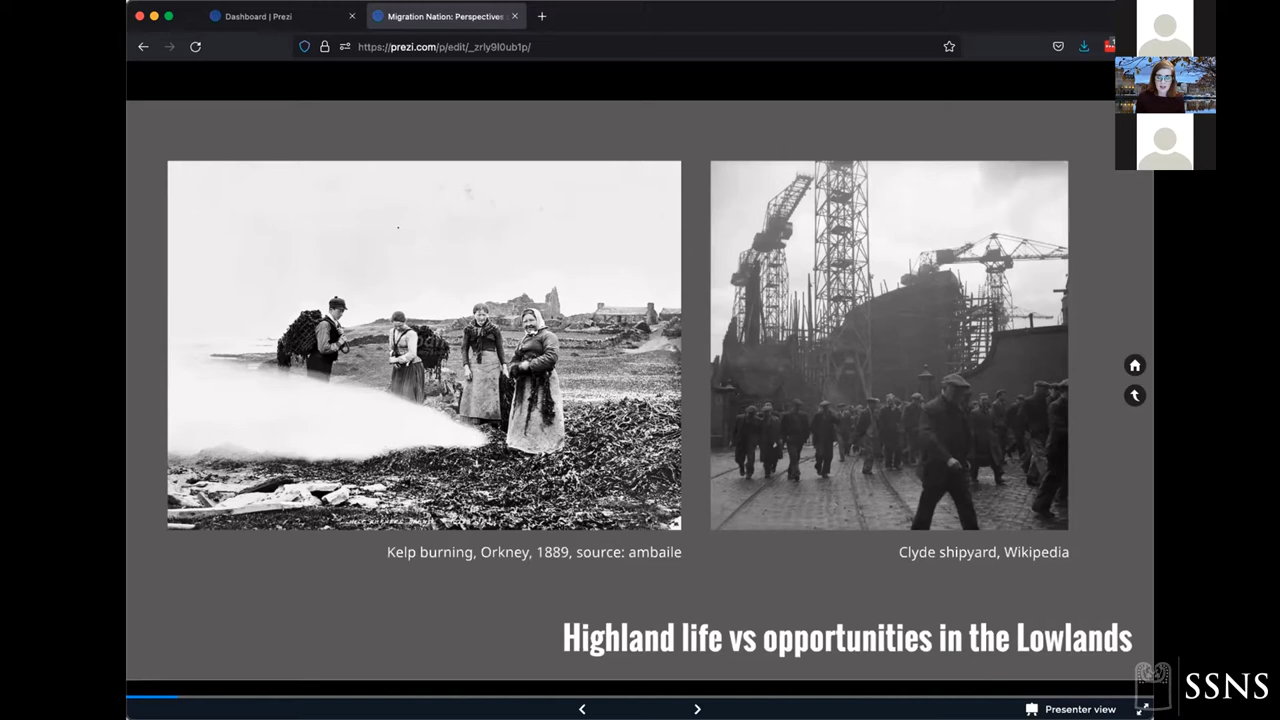 Dashboard | Prezi
Migration Nation: Perspectives
https://prezi.com/p/edit/_zrly9l0ub1p/
Kelp burning, Orkney, 1889, source: ambaile
Clyde shipyard, Wikipedia
Highland life vs opportunities in the Lowlands
SSNS
Presenter view